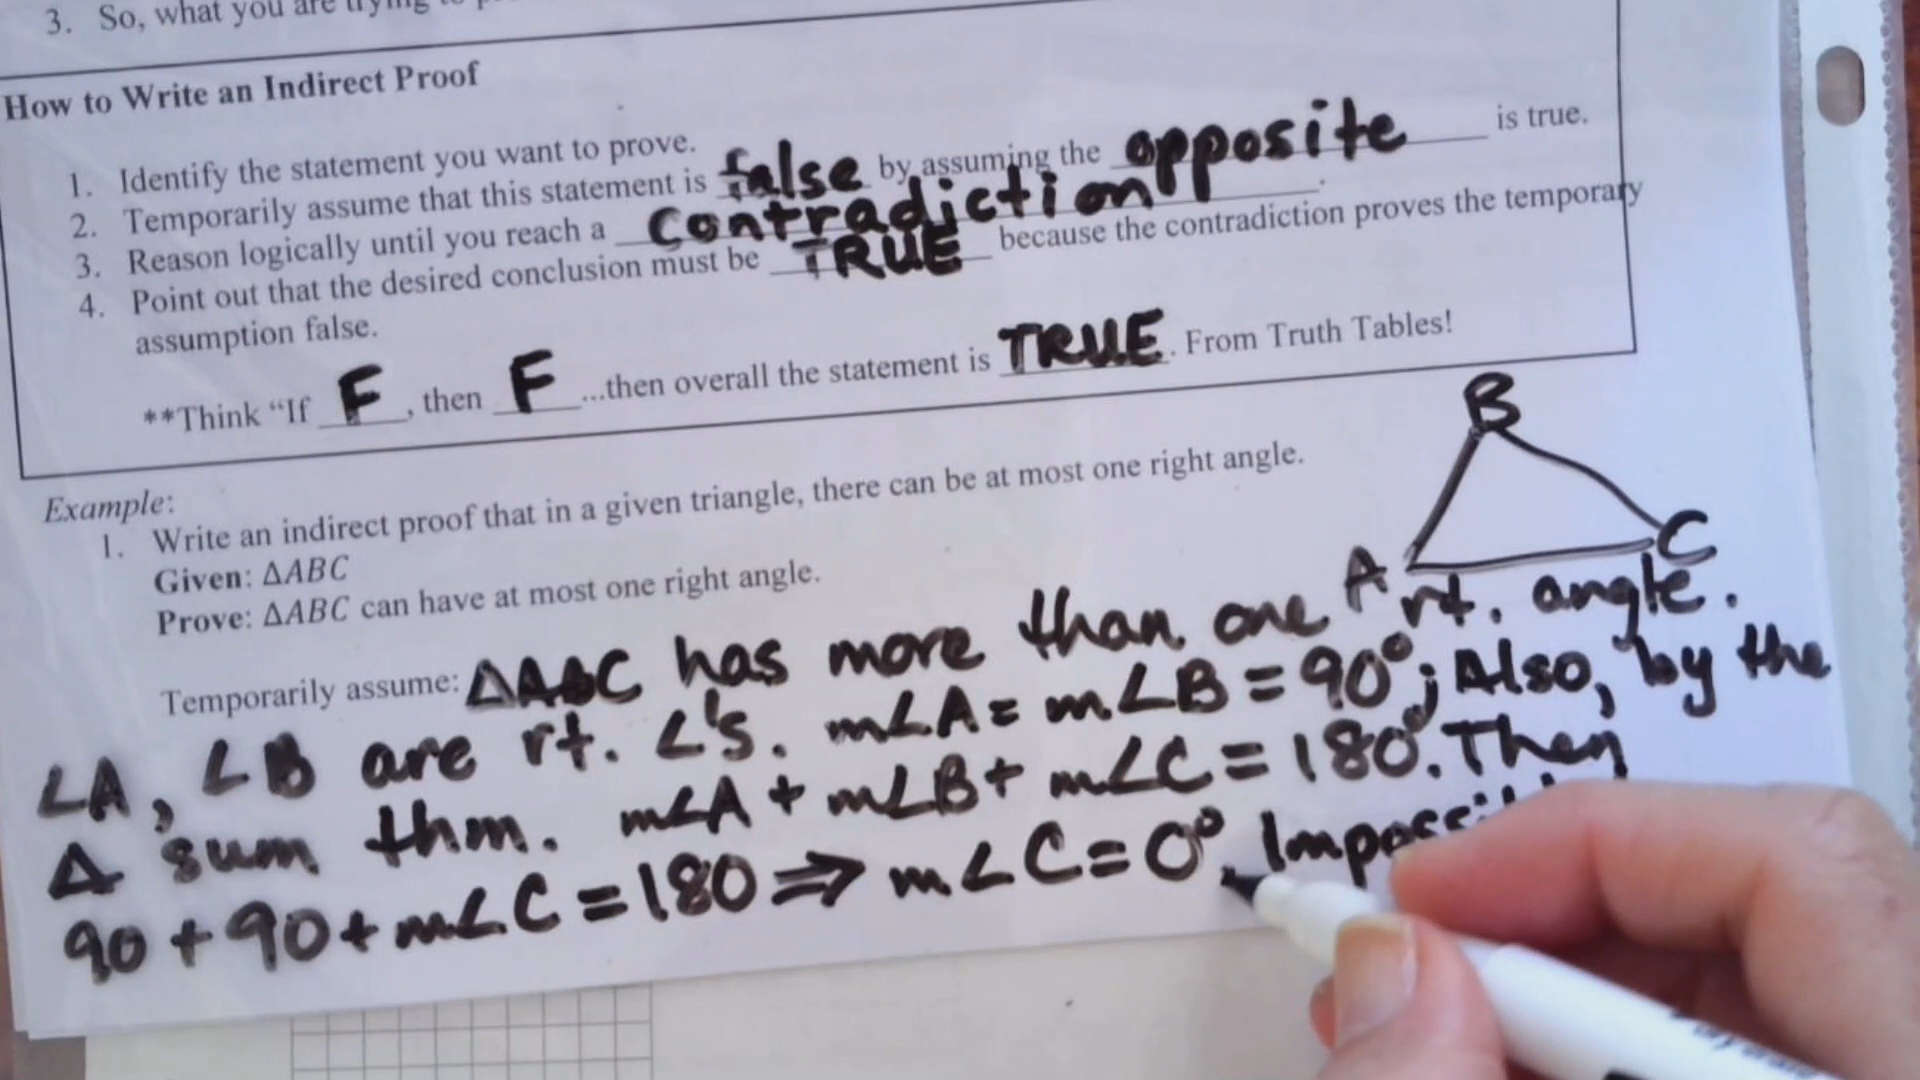 3. So, what you are trying to
How to Write an Indirect Proof
1. Identify the statement you want to prove.
2. Temporarily assume that this statement is false by assuming the opposite is true.
3. Reason logically until you reach a contradiction.
4. Point out that the desired conclusion must be TRUE because the contradiction proves the temporary
assumption false.
**Think “If F, then F...then overall the statement is TRUE. From Truth Tables!
B
Example:
1. Write an indirect proof that in a given triangle, there can be at most one right angle.
C
Given: ΔABC
A
Prove: ΔABC can have at most one right angle.
Temporarily assume: ΔABC has more than one rt. angle.
∠A, ∠B are rt. ∠'s. m∠A = m∠B = 90°; Also, by the
Δ sum thm. m∠A + m∠B + m∠C = 180°. Then
90 + 90 + m∠C = 180 ⇒ m∠C = 0°.